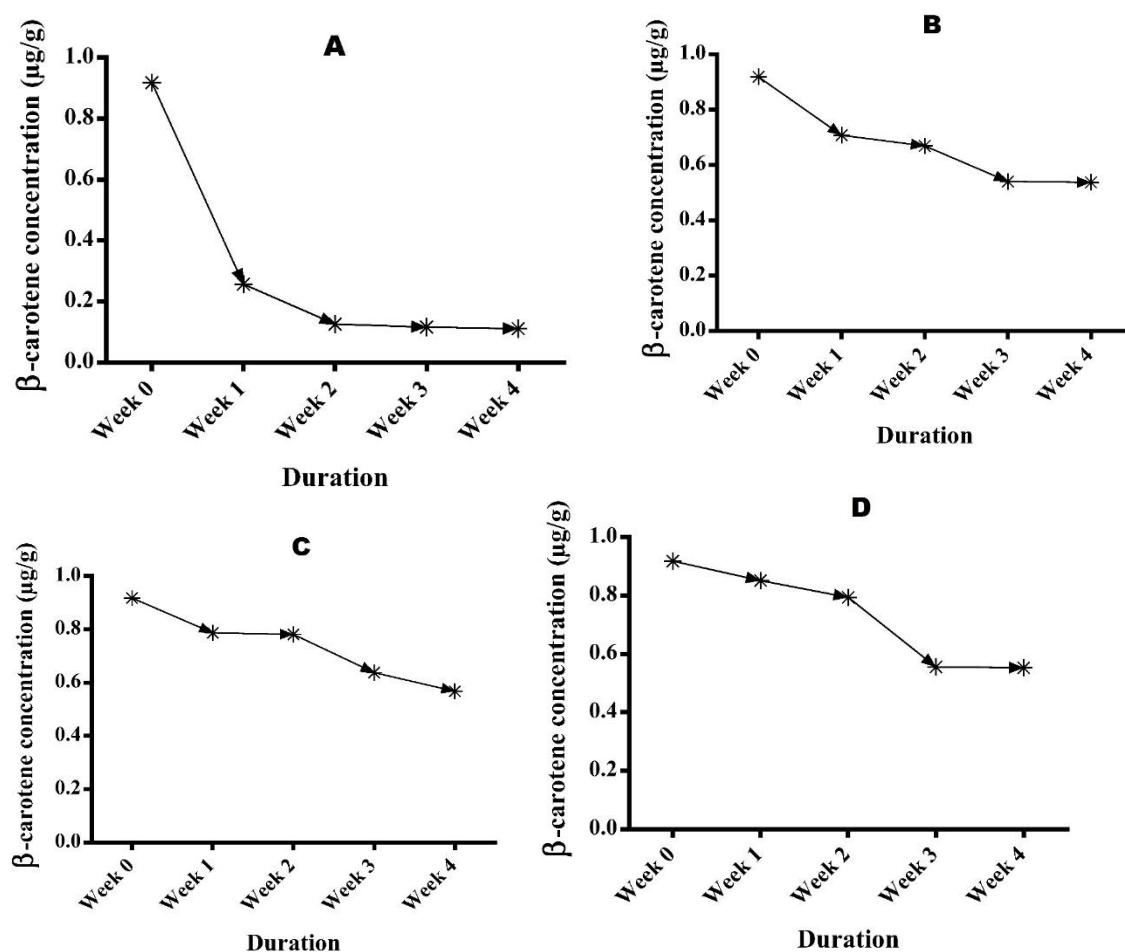 A
β-carotene concentration (µg/g)
1.0
0.8
0.6
0.4
0.2
0.0
Week 0
Week 1
Week 2
Week 3
Week 4
Duration
B
β-carotene concentration (µg/g)
1.0
0.8
0.6
0.4
0.2
0.0
Week 0
Week 1
Week 2
Week 3
Week 4
Duration
C
β-carotene concentration (µg/g)
1.0
0.8
0.6
0.4
0.2
0.0
Week 0
Week 1
Week 2
Week 3
Week 4
Duration
D
β-carotene concentration (µg/g)
1.0
0.8
0.6
0.4
0.2
0.0
Week 0
Week 1
Week 2
Week 3
Week 4
Duration